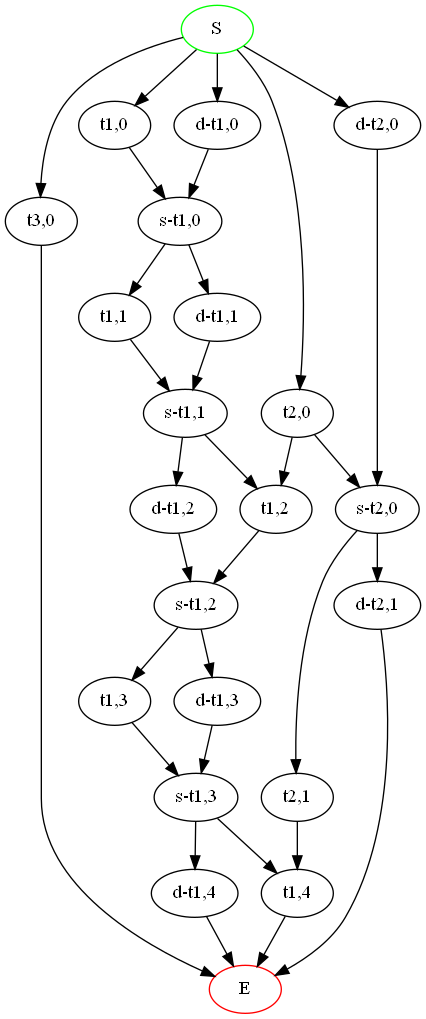 S
t1,0
d-t1,0
d-t2,0
t3,0
s-t1,0
t1,1
d-t1,1
s-t1,1
t2,0
d-t1,2
t1,2
s-t2,0
s-t1,2
d-t2,1
t1,3
d-t1,3
s-t1,3
t2,1
d-t1,4
t1,4
E